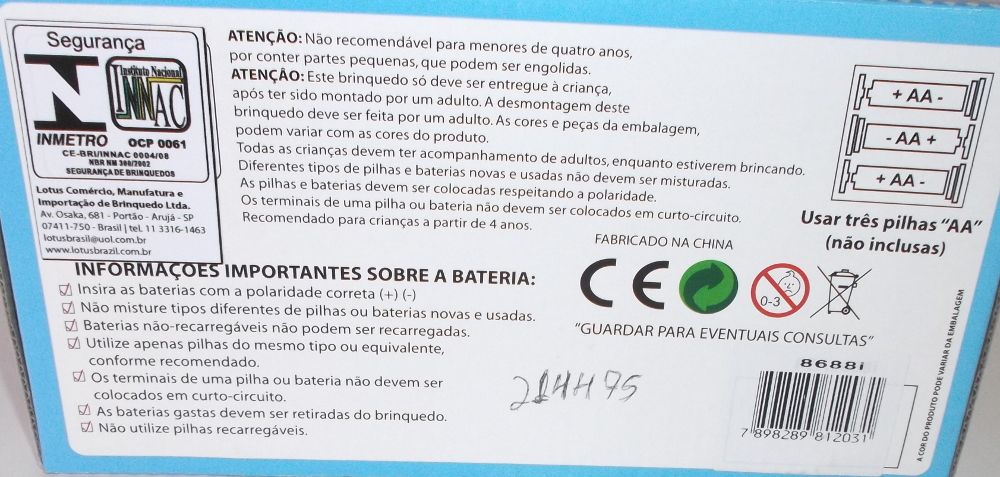 Segurança
Instituto Nacional
INNAC
INMETRO OCP 0061
CE-BRI/INNAC 0004/08
NBR NM 300/2002
SEGURANÇA DE BRINQUEDOS
Lotus Comércio, Manufatura e
Importação de Brinquedo Ltda.
Av. Osaka, 681 - Portão - Arujá - SP
07411-750 - Brasil | tel. 11 3316-1463
lotusbrasil@uol.com.br
www.lotusbrazil.com.br
ATENÇÃO: Não recomendável para menores de quatro anos,
por conter partes pequenas, que podem ser engolidas.
ATENÇÂO: Este brinquedo só deve ser entregue à criança,
após ter sido montado por um adulto. A desmontagem deste
brinquedo deve ser feita por um adulto. As cores e peças da embalagem,
podem variar com as cores do produto.
Todas as crianças devem ter acompanhamento de adultos, enquanto estiverem brincando.
Diferentes tipos de pilhas e baterias novas e usadas não devem ser misturadas.
As pilhas e baterias devem ser colocadas respeitando a polaridade.
Os terminais de uma pilha ou bateria não devem ser colocados em curto-circuito.
Recomendado para crianças a partir de 4 anos.
+ AA -
- AA +
+ AA -
Usar três pilhas “AA”
(não inclusas)
FABRICADO NA CHINA
CE
0-3
“GUARDAR PARA EVENTUAIS CONSULTAS”
INFORMAÇÕES IMPORTANTES SOBRE A BATERIA:
Insira as baterias com a polaridade correta (+) (-)
Não misture tipos diferentes de pilhas ou baterias novas e usadas.
Baterias não-recarregáveis não podem ser recarregadas.
Utilize apenas pilhas do mesmo tipo ou equivalente,
conforme recomendado.
Os terminais de uma pilha ou bateria não devem ser
colocados em curto-circuito.
As baterias gastas devem ser retiradas do brinquedo.
Não utilize pilhas recarregáveis.
8688i
7 898289 812031
A COR DO PRODUTO PODE VARIAR DA EMBALAGEM